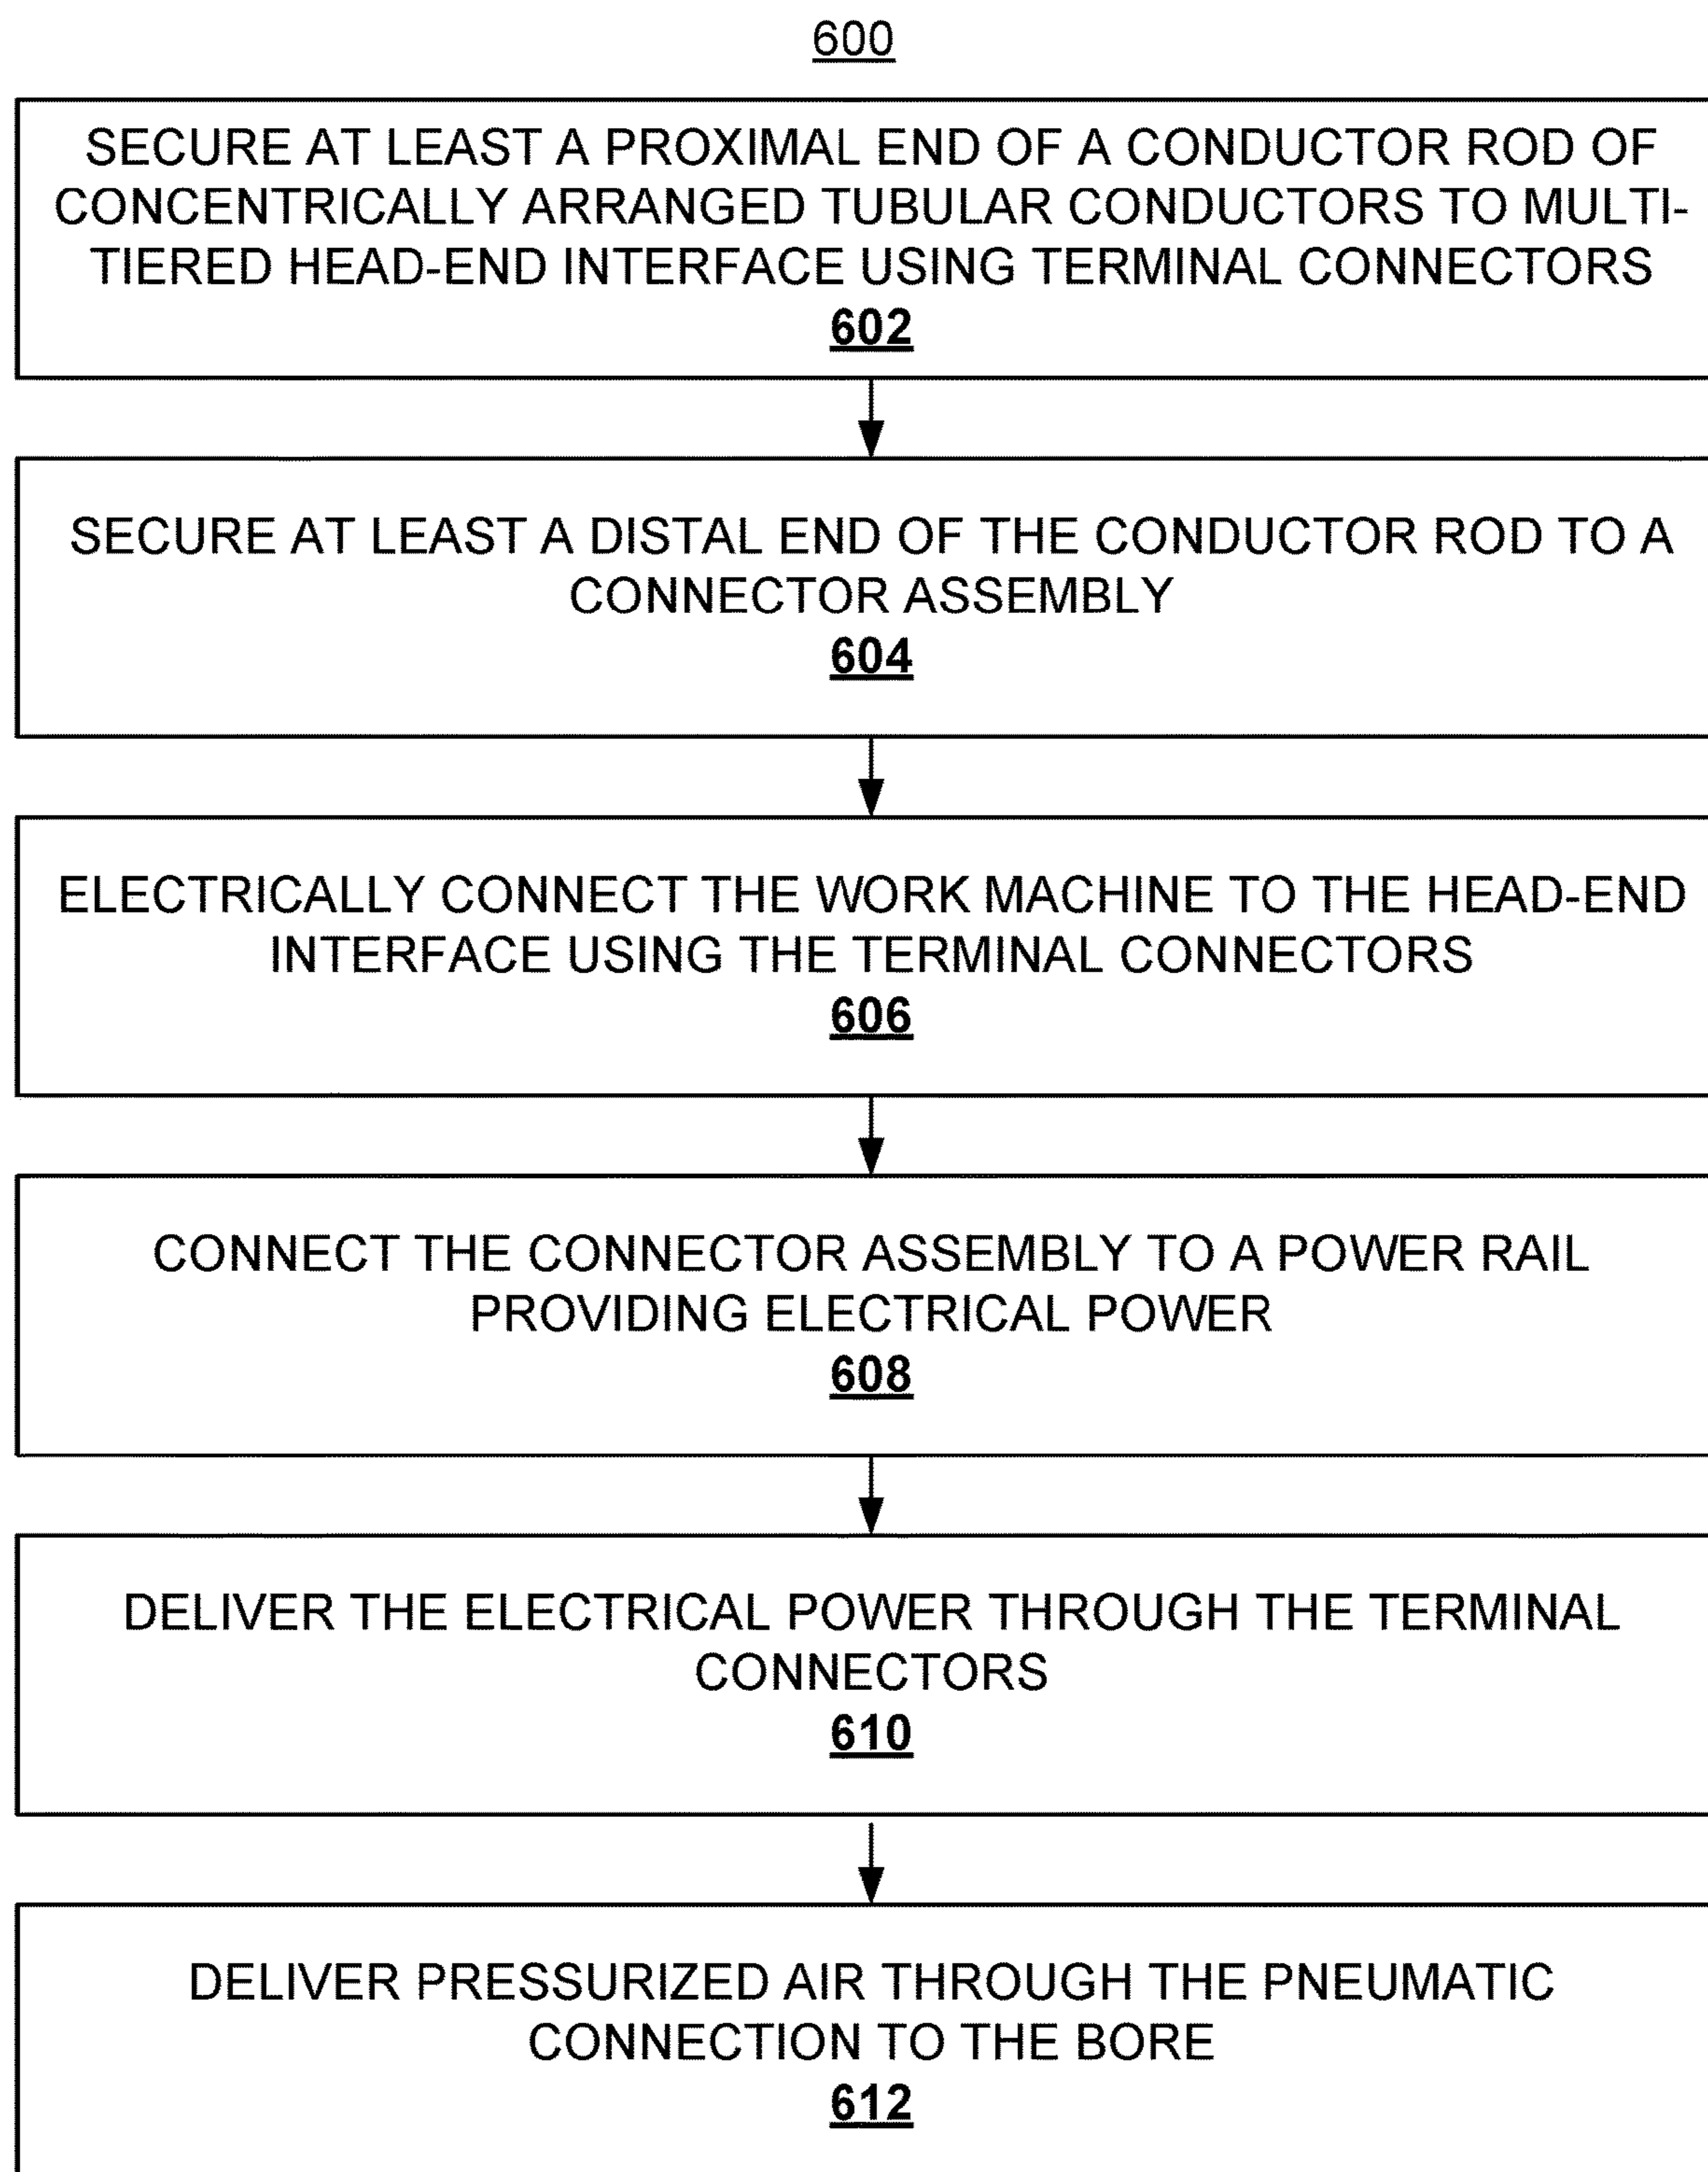 600
SECURE AT LEAST A PROXIMAL END OF A CONDUCTOR ROD OF
CONCENTRICALLY ARRANGED TUBULAR CONDUCTORS TO MULTI-
TIERED HEAD-END INTERFACE USING TERMINAL CONNECTORS
602
SECURE AT LEAST A DISTAL END OF THE CONDUCTOR ROD TO A
CONNECTOR ASSEMBLY
604
ELECTRICALLY CONNECT THE WORK MACHINE TO THE HEAD-END
INTERFACE USING THE TERMINAL CONNECTORS
606
CONNECT THE CONNECTOR ASSEMBLY TO A POWER RAIL
PROVIDING ELECTRICAL POWER
608
DELIVER THE ELECTRICAL POWER THROUGH THE TERMINAL
CONNECTORS
610
DELIVER PRESSURIZED AIR THROUGH THE PNEUMATIC
CONNECTION TO THE BORE
612